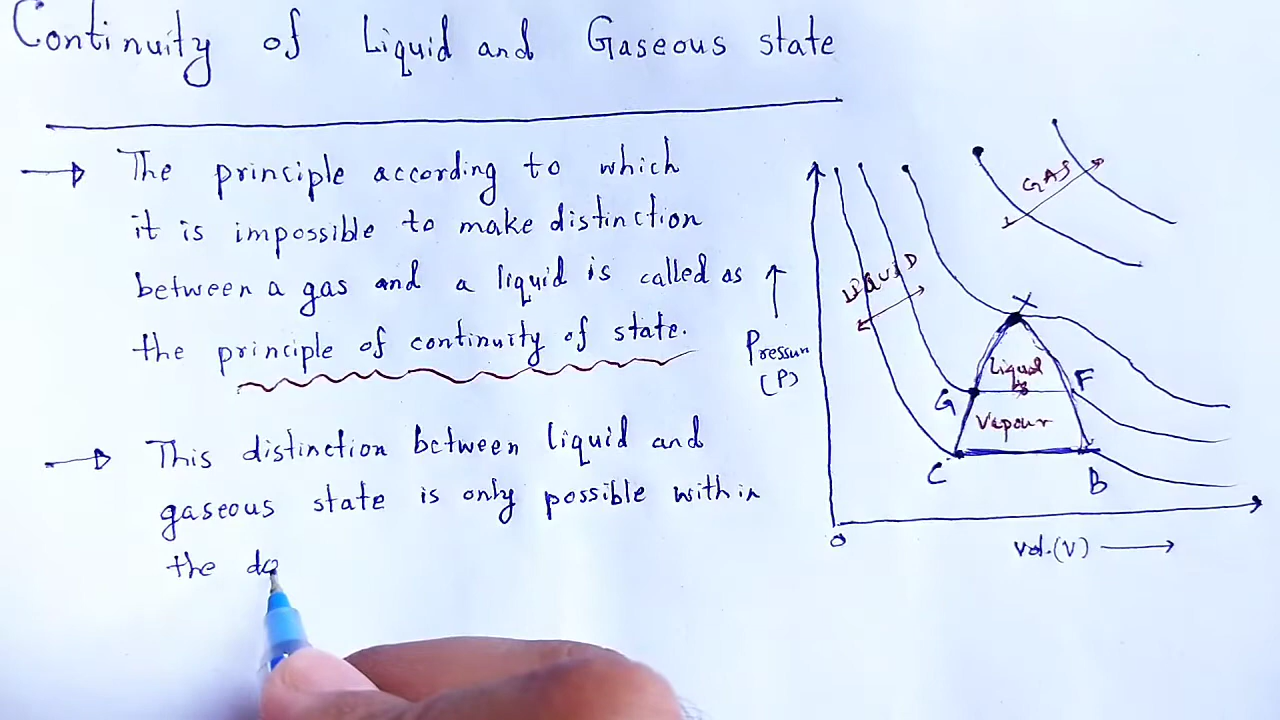 Continuity of Liquid and Gaseous state
→ The principle according to which
it is impossible to make distinction
between a gas and a liquid is called as
the principle of continuity of state.
→ This distinction between liquid and
gaseous state is only possible within
the do
GAS
LIQUID
X
Pressure
(P)
Liquid
G
F
Vapour
C
B
O
Vol.(V) →